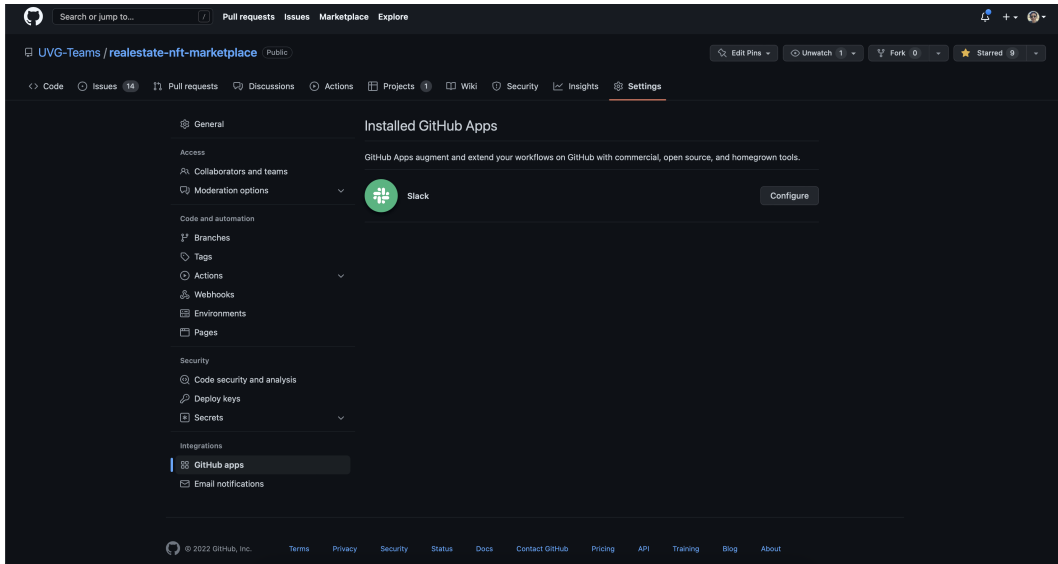 Search or jump to... / Pull requests Issues Marketplace Explore
UVG-Teams / realestate-nft-marketplace Public Edit Pins Unwatch 1 Fork 0 Starred 9
<> Code Issues 14 Pull requests Discussions Actions Projects 1 Wiki Security Insights Settings
General
Access
Collaborators and teams
Moderation options
Code and automation
Branches
Tags
Actions
Webhooks
Environments
Pages
Security
Code security and analysis
Deploy keys
Secrets
Integrations
GitHub apps
Email notifications
Installed GitHub Apps
GitHub Apps augment and extend your workflows on GitHub with commercial, open source, and homegrown tools.
Slack Configure
© 2022 GitHub, Inc. Terms Privacy Security Status Docs Contact GitHub Pricing API Training Blog About